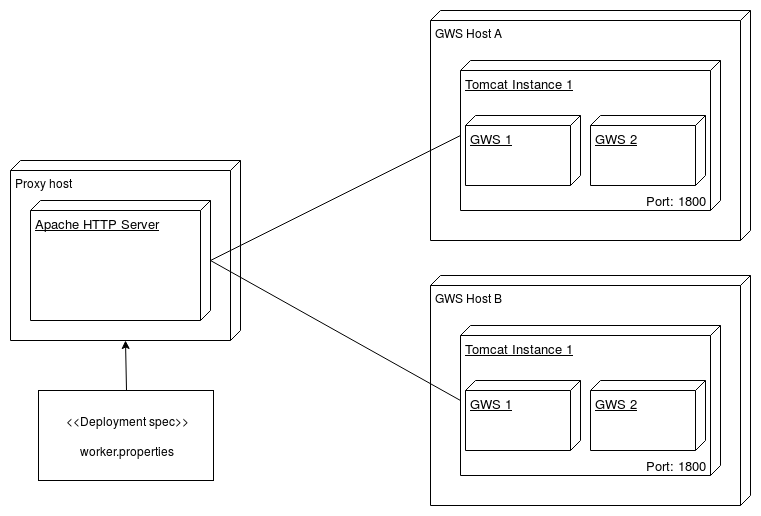 GWS Host A
Tomcat Instance 1
GWS 1
GWS 2
Port: 1800
Proxy host
Apache HTTP Server
<<Deployment spec>>
worker.properties
GWS Host B
Tomcat Instance 1
GWS 1
GWS 2
Port: 1800